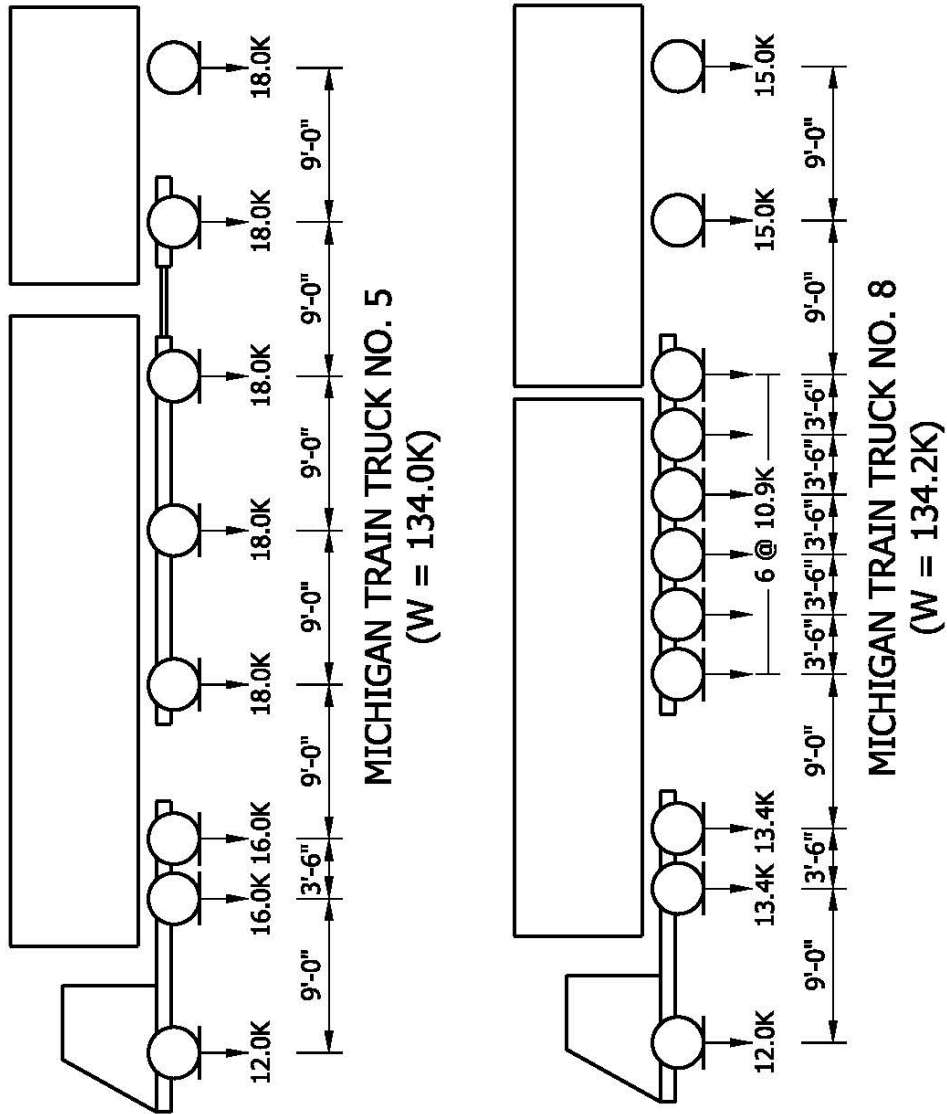 12.0K 16.0K 16.0K 18.0K 18.0K 18.0K 18.0K 18.0K
9'-0" 3'-6" 9'-0" 9'-0" 9'-0" 9'-0" 9'-0"
MICHIGAN TRAIN TRUCK NO. 5
(W = 134.0K)
12.0K 13.4K 13.4K 6 @ 10.9K 15.0K 15.0K
9'-0" 3'-6" 9'-0" 3'-6" 3'-6" 3'-6" 3'-6" 3'-6" 9'-0" 9'-0"
MICHIGAN TRAIN TRUCK NO. 8
(W = 134.2K)